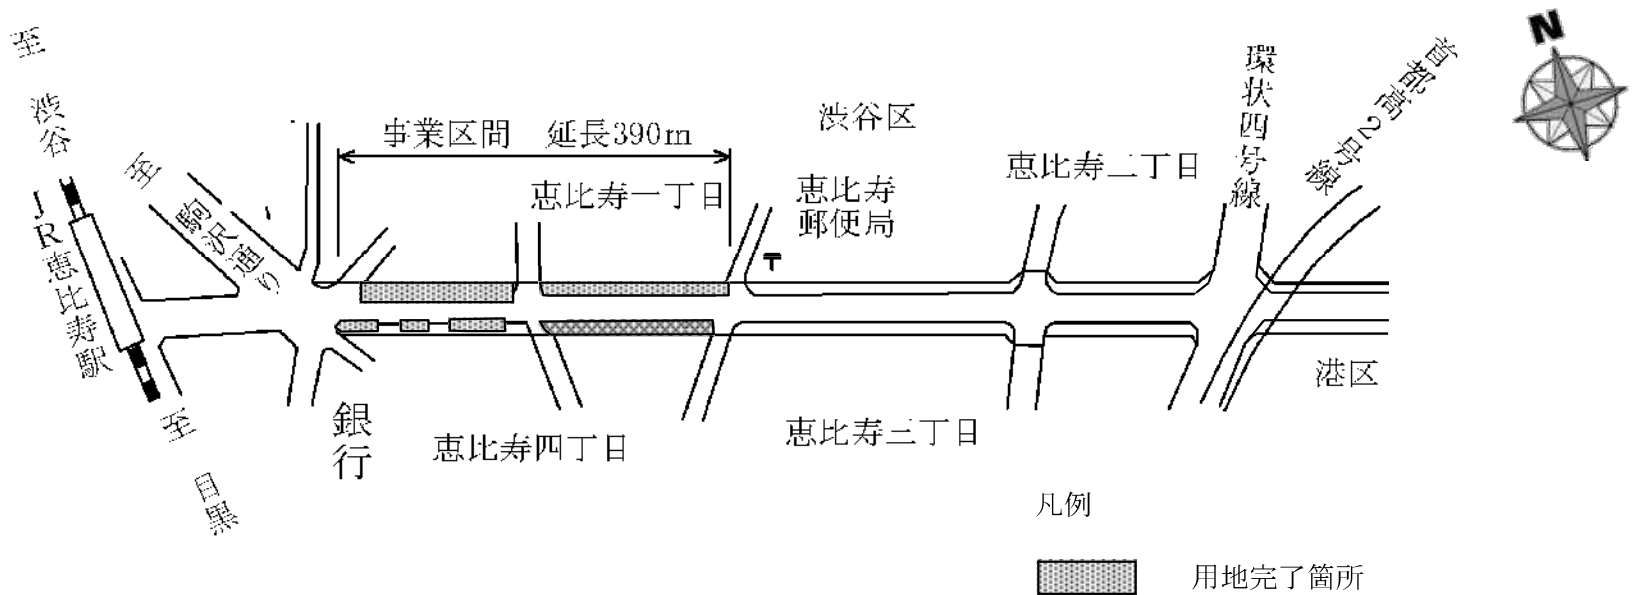 至 渋谷
JR恵比寿駅
至 目黒
至 駒沢通り
事業区間 延長390m
恵比寿一丁目
渋谷区
恵比寿
郵便局
〒
恵比寿二丁目
環状四号線
首都高2号線
N
港区
銀行
恵比寿四丁目
恵比寿三丁目
凡例
用地完了箇所